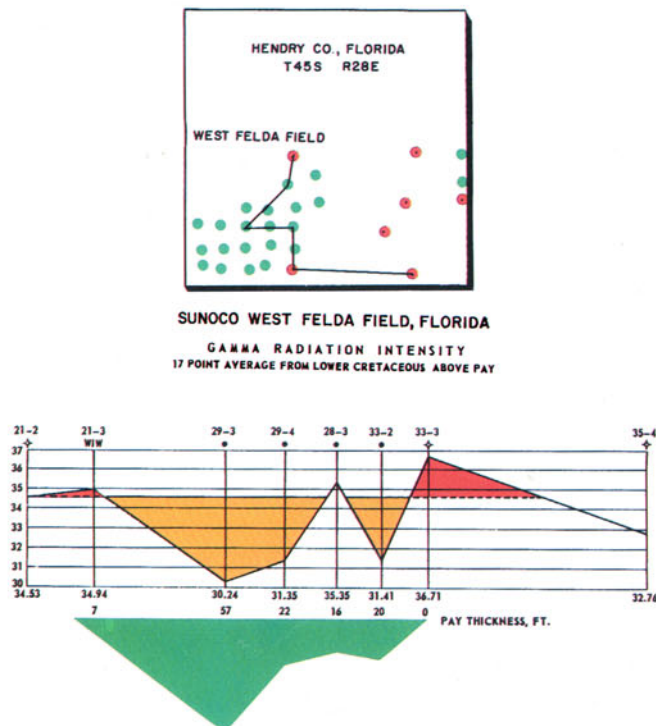 HENDRY CO., FLORIDA
T45S R28E
WEST FELDA FIELD
SUNOCO WEST FELDA FIELD, FLORIDA
GAMMA RADIATION INTENSITY
17 POINT AVERAGE FROM LOWER CRETACEOUS ABOVE PAY
21-2 21-3 29-3 29-4 28-3 33-2 33-3 35-4
WIW
37
36
35
34
33
32
31
30
34.53 34.94 30.24 31.35 35.35 31.41 36.71 32.76
7 57 22 16 20 0 PAY THICKNESS, FT.